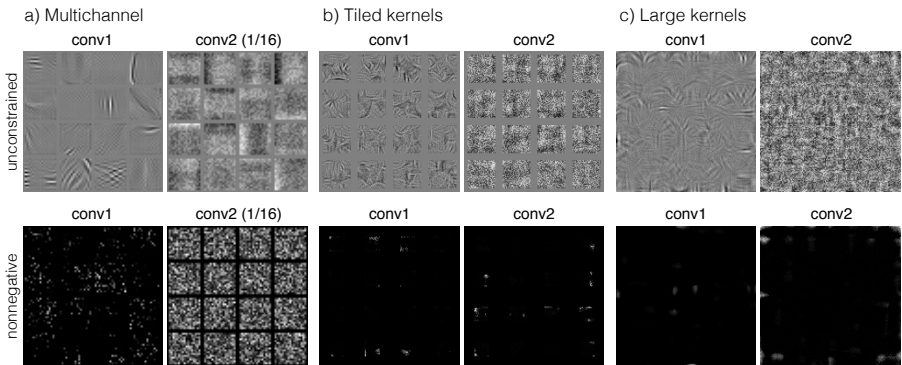 a) Multichannel
b) Tiled kernels
c) Large kernels
conv1
conv2 (1/16)
conv1
conv2
conv1
conv2
unconstrained
conv1
conv2 (1/16)
conv1
conv2
conv1
conv2
nonnegative